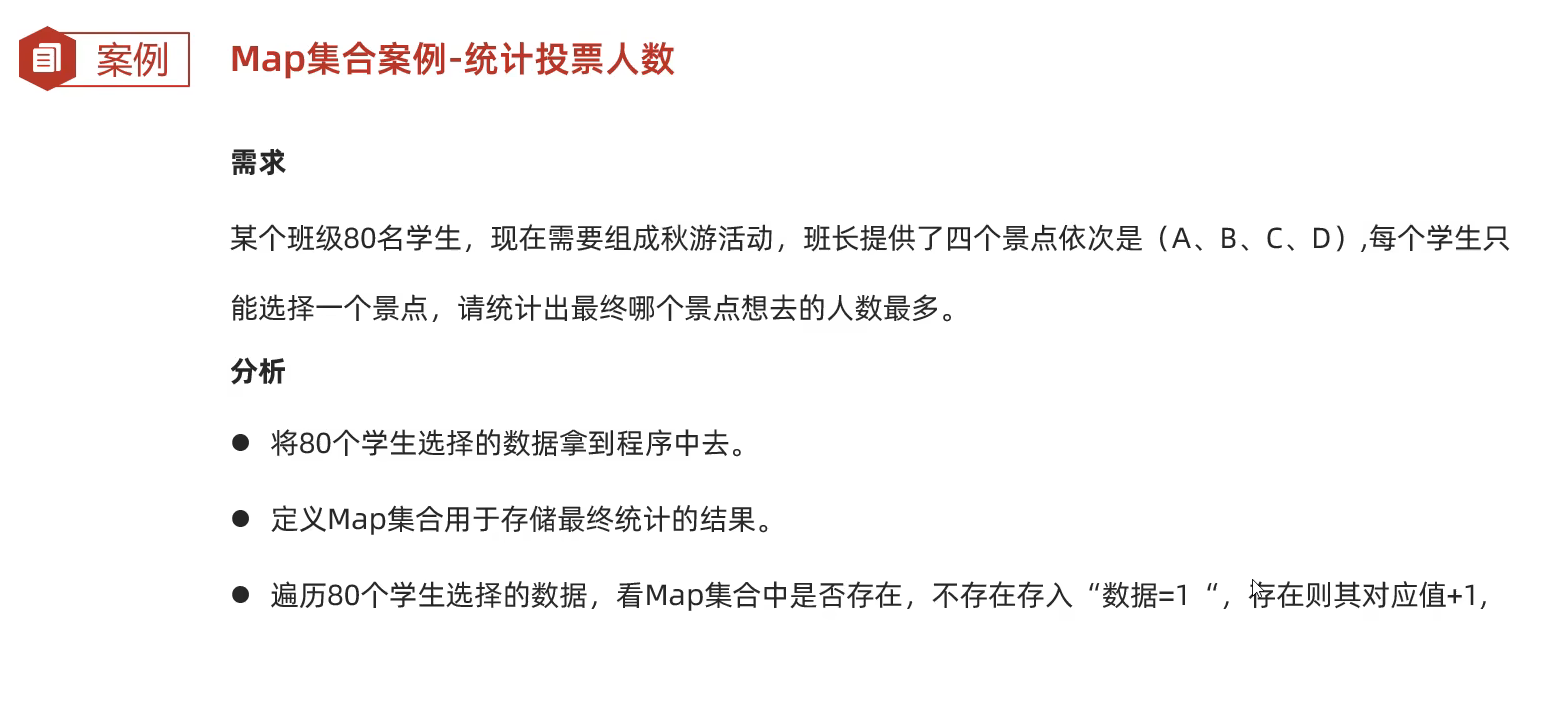 案例
Map集合案例-统计投票人数
需求
某个班级80名学生，现在需要组成秋游活动，班长提供了四个景点依次是（A、B、C、D）,每个学生只
能选择一个景点，请统计出最终哪个景点想去的人数最多。
分析
● 将80个学生选择的数据拿到程序中去。
● 定义Map集合用于存储最终统计的结果。
● 遍历80个学生选择的数据，看Map集合中是否存在，不存在存入“数据=1“，存在则其对应值+1,